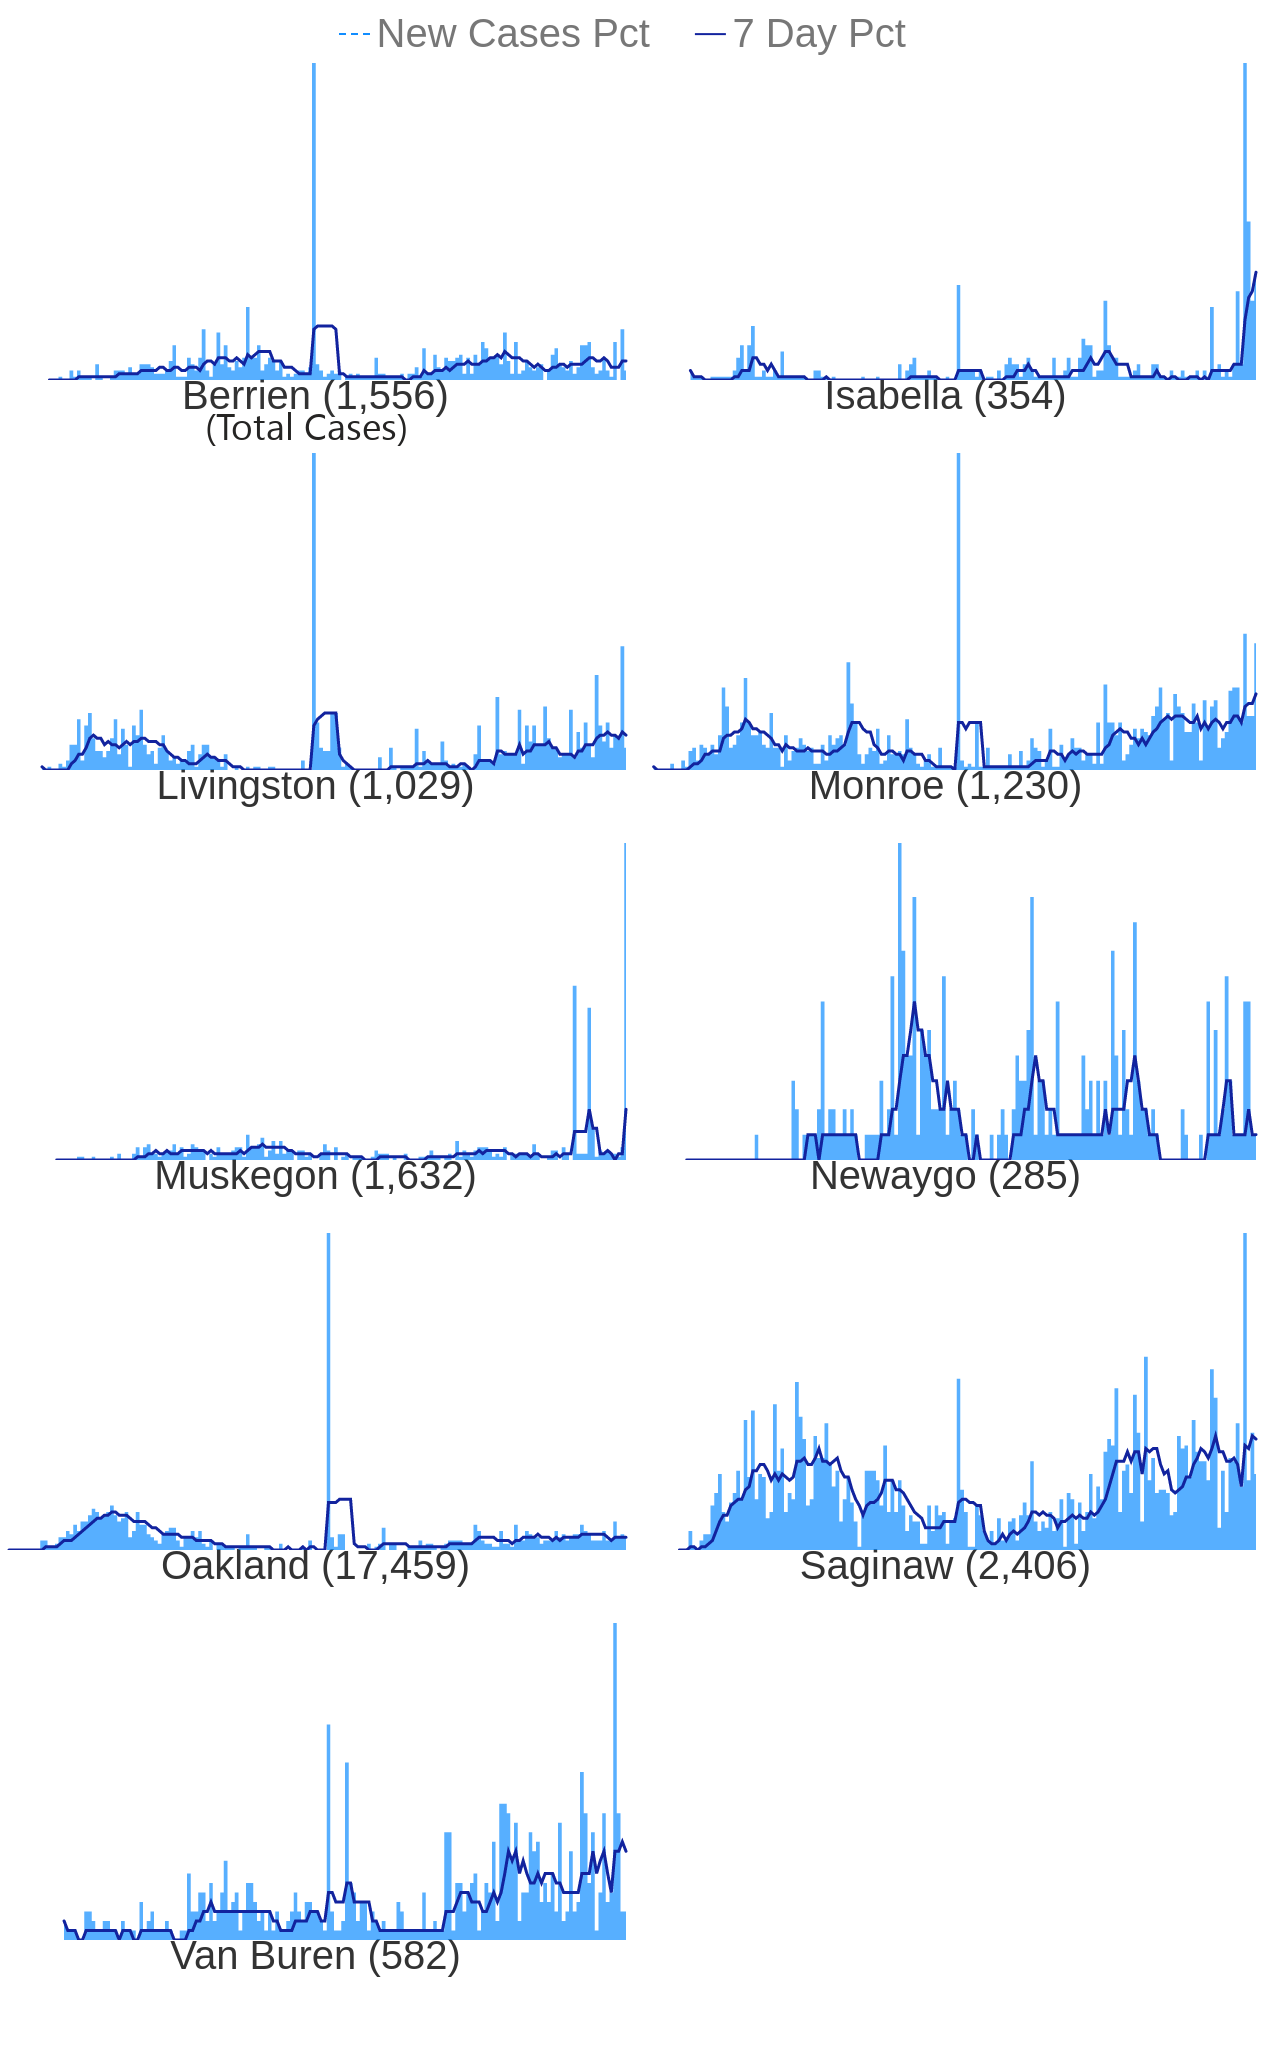 New Cases Pct 7 Day Pct
Berrien (1,556) Isabella (354)
(Total Cases)
Livingston (1,029) Monroe (1,230)
Muskegon (1,632) Newaygo (285)
Oakland (17,459) Saginaw (2,406)
Van Buren (582)